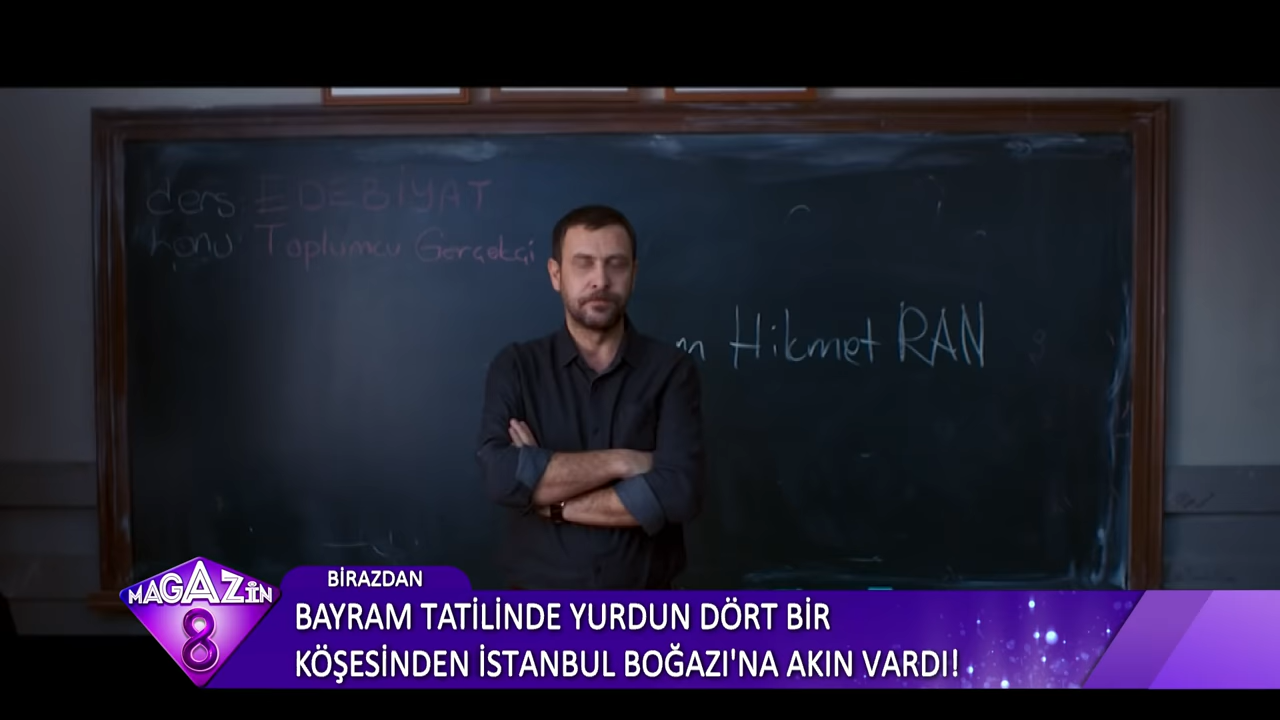 ders EDEBİYAT
konu Toplumcu Gerçekçi
m Hikmet RAN
MAGAZiN
8
BİRAZDAN
BAYRAM TATİLİNDE YURDUN DÖRT BİR
KÖŞESİNDEN İSTANBUL BOĞAZI'NA AKIN VARDI!